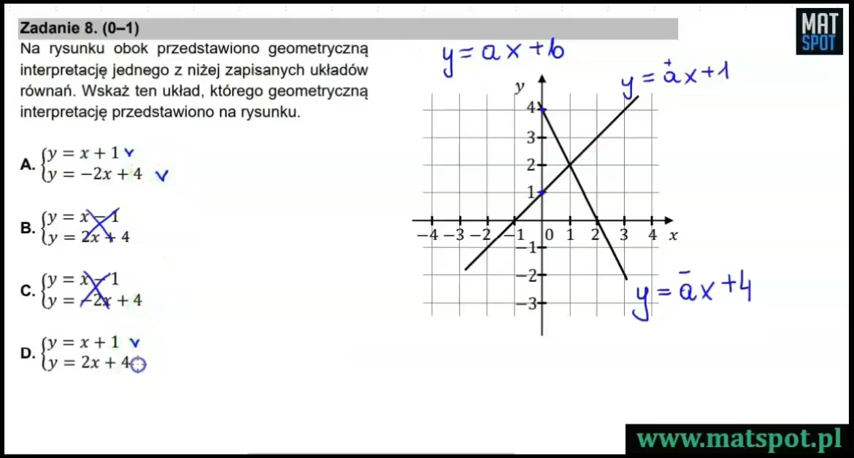 Zadanie 8. (0–1)
Na rysunku obok przedstawiono geometryczną
interpretację jednego z niżej zapisanych układów
równań. Wskaż ten układ, którego geometryczną
interpretację przedstawiono na rysunku.
A. {y = x + 1 v
y = −2x + 4 v
B. {y = x − 1
y = 2x + 4
C. {y = x − 1
y = −2x + 4
D. {y = x + 1 v
y = 2x + 4
y = ax + b
y = +ax + 1
y
4
3
2
1
−4 −3 −2 −1 0 1 2 3 4 x
−1
−2
−3
y = −ax + 4
MAT
SPOT
www.matspot.pl